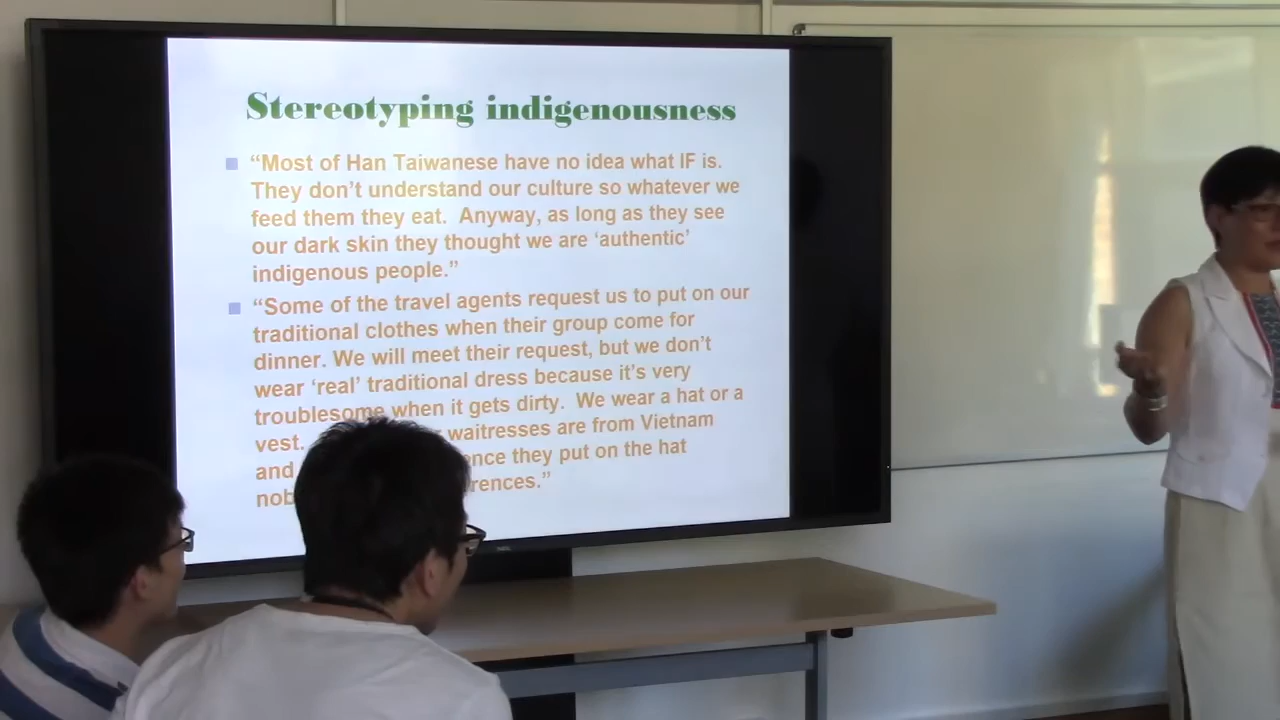 Stereotyping indigenousness
“Most of Han Taiwanese have no idea what IF is.
They don’t understand our culture so whatever we
feed them they eat. Anyway, as long as they see
our dark skin they thought we are ‘authentic’
indigenous people.”
“Some of the travel agents request us to put on our
traditional clothes when their group come for
dinner. We will meet their request, but we don’t
wear ‘real’ traditional dress because it’s very
troublesome when it gets dirty. We wear a hat or a
vest. waitresses are from Vietnam
and they put on the hat